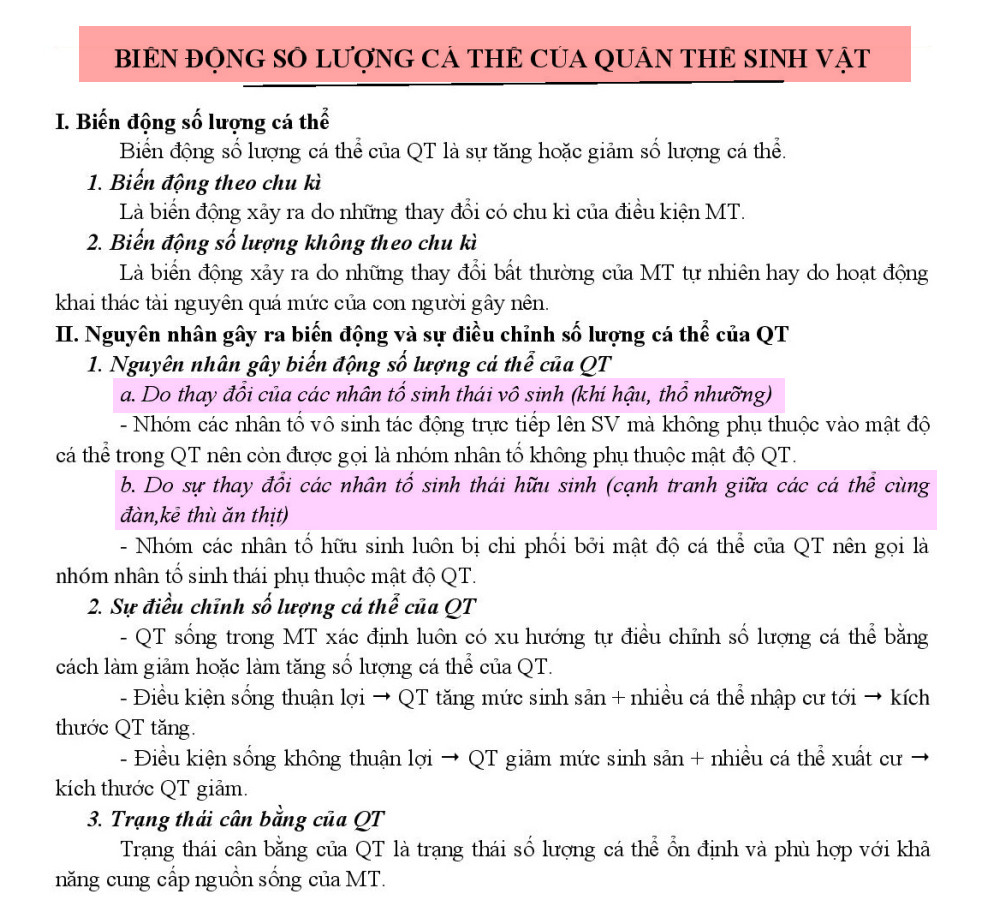 BIẾN ĐỘNG SỐ LƯỢNG CÁ THỂ CỦA QUẦN THỂ SINH VẬT
I. Biến động số lượng cá thể
Biến động số lượng cá thể của QT là sự tăng hoặc giảm số lượng cá thể.
1. Biến động theo chu kì
Là biến động xảy ra do những thay đổi có chu kì của điều kiện MT.
2. Biến động số lượng không theo chu kì
Là biến động xảy ra do những thay đổi bất thường của MT tự nhiên hay do hoạt động
khai thác tài nguyên quá mức của con người gây nên.
II. Nguyên nhân gây ra biến động và sự điều chỉnh số lượng cá thể của QT
1. Nguyên nhân gây biến động số lượng cá thể của QT
a. Do thay đổi của các nhân tố sinh thái vô sinh (khí hậu, thổ nhưỡng)
- Nhóm các nhân tố vô sinh tác động trực tiếp lên SV mà không phụ thuộc vào mật độ
cá thể trong QT nên còn được gọi là nhóm nhân tố không phụ thuộc mật độ QT.
b. Do sự thay đổi các nhân tố sinh thái hữu sinh (cạnh tranh giữa các cá thể cùng
đàn,kẻ thù ăn thịt)
- Nhóm các nhân tố hữu sinh luôn bị chi phối bởi mật độ cá thể của QT nên gọi là
nhóm nhân tố sinh thái phụ thuộc mật độ QT.
2. Sự điều chỉnh số lượng cá thể của QT
- QT sống trong MT xác định luôn có xu hướng tự điều chỉnh số lượng cá thể bằng
cách làm giảm hoặc làm tăng số lượng cá thể của QT.
- Điều kiện sống thuận lợi → QT tăng mức sinh sản + nhiều cá thể nhập cư tới → kích
thước QT tăng.
- Điều kiện sống không thuận lợi → QT giảm mức sinh sản + nhiều cá thể xuất cư →
kích thước QT giảm.
3. Trạng thái cân bằng của QT
Trạng thái cân bằng của QT là trạng thái số lượng cá thể ổn định và phù hợp với khả
năng cung cấp nguồn sống của MT.